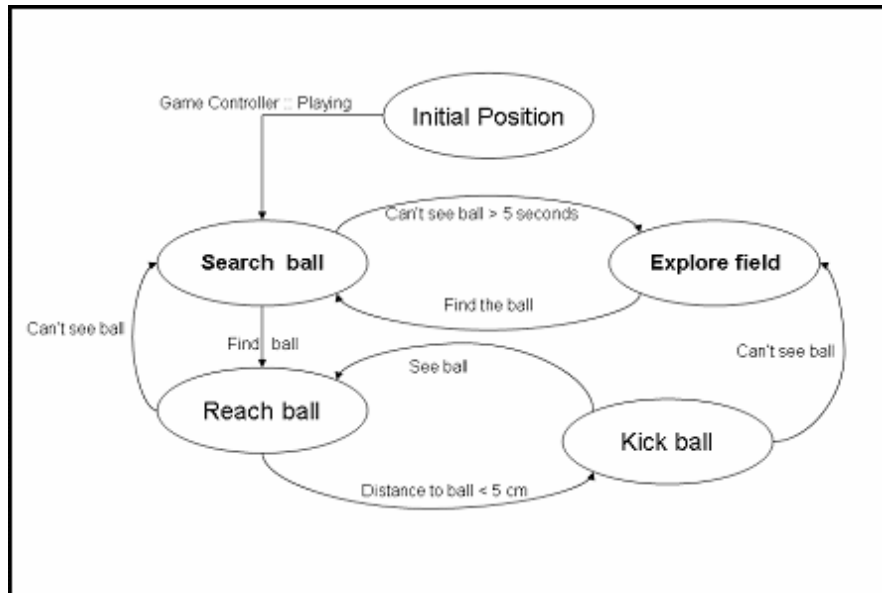 Game Controller :: Playing
Initial Position
Can't see ball > 5 seconds
Search ball
Explore field
Find the ball
Can't see ball
Find ball
See ball
Can't see ball
Reach ball
Kick ball
Distance to ball < 5 cm